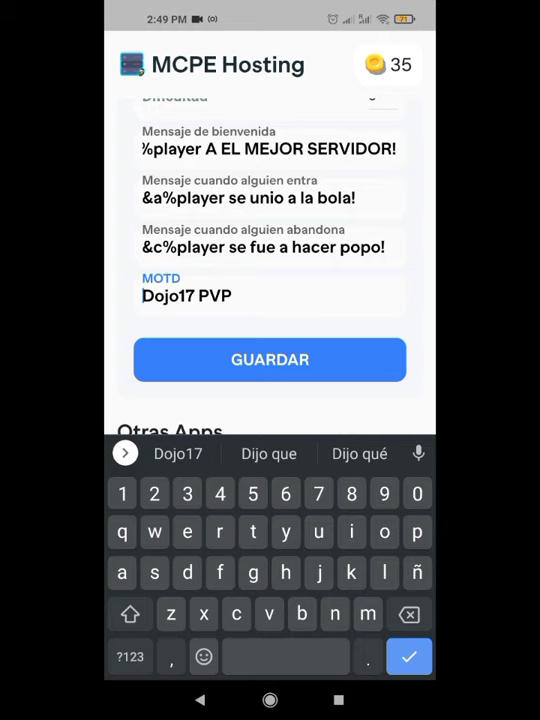 2:49 PM
71
MCPE Hosting
35
Dificultad
Mensaje de bienvenida
%player A EL MEJOR SERVIDOR!
Mensaje cuando alguien entra
&a%player se unio a la bola!
Mensaje cuando alguien abandona
&c%player se fue a hacer popo!
MOTD
Dojo17 PVP
GUARDAR
Otras Apps
Dojo17 Dijo que Dijo qué
1 2 3 4 5 6 7 8 9 0
q w e r t y u i o p
a s d f g h j k l ñ
z x c v b n m
?123 , .